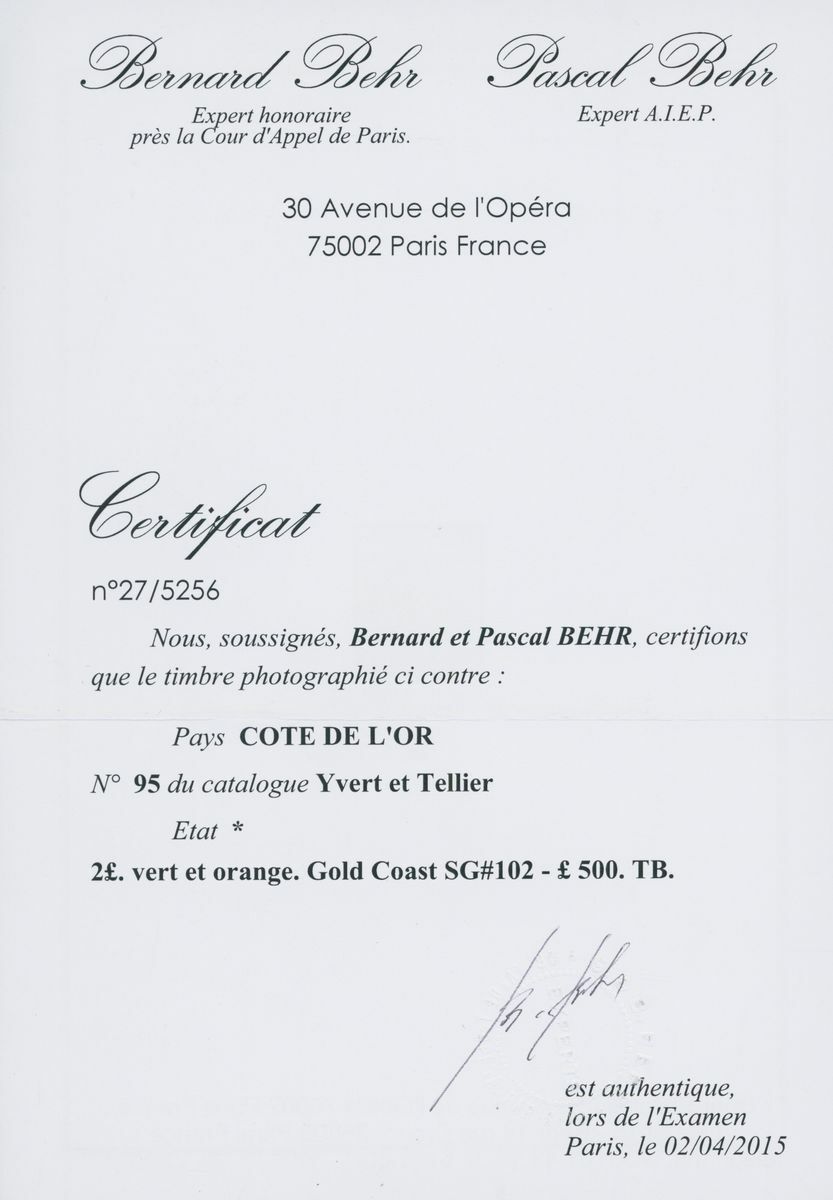 Bernard Behr
Expert honoraire
près la Cour d'Appel de Paris.
Pascal Behr
Expert A.I.E.P.
30 Avenue de l'Opéra
75002 Paris France
Certificat
n°27/5256
Nous, soussignés, Bernard et Pascal BEHR, certifions
que le timbre photographié ci contre :
Pays COTE DE L'OR
N° 95 du catalogue Yvert et Tellier
Etat *
2£. vert et orange. Gold Coast SG#102 - £ 500. TB.
est authentique,
lors de l'Examen
Paris, le 02/04/2015